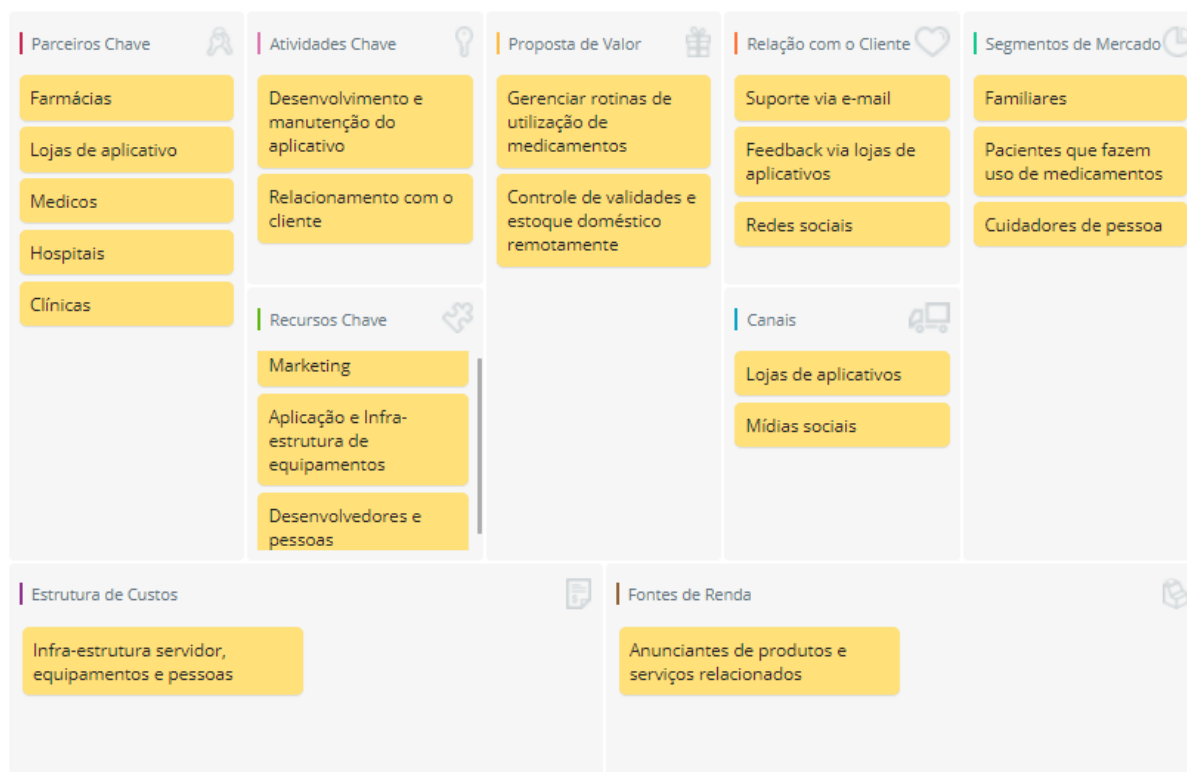 Parceiros Chave
Farmácias
Lojas de aplicativo
Medicos
Hospitais
Clínicas
Atividades Chave
Desenvolvimento e
manutenção do
aplicativo
Relacionamento com o
cliente
Recursos Chave
Marketing
Aplicação e Infra-
estrutura de
equipamentos
Desenvolvedores e
pessoas
Proposta de Valor
Gerenciar rotinas de
utilização de
medicamentos
Controle de validades e
estoque doméstico
remotamente
Relação com o Cliente
Suporte via e-mail
Feedback via lojas de
aplicativos
Redes sociais
Canais
Lojas de aplicativos
Mídias sociais
Segmentos de Mercado
Familiares
Pacientes que fazem
uso de medicamentos
Cuidadores de pessoa
Estrutura de Custos
Infra-estrutura servidor,
equipamentos e pessoas
Fontes de Renda
Anunciantes de produtos e
serviços relacionados